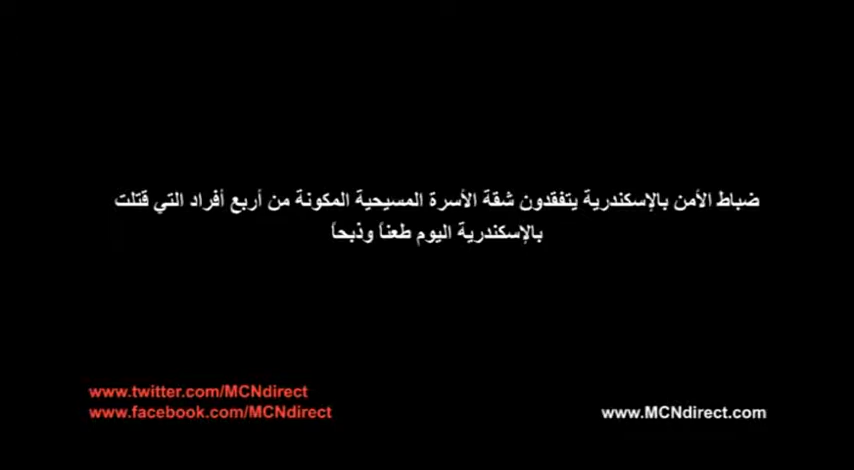 ضباط الأمن بالإسكندرية يتفقدون شقة الأسرة المسيحية المكونة من أربع أفراد التي قتلت
بالإسكندرية اليوم طعناً وذبحاً
www.twitter.com/MCNdirect
www.facebook.com/MCNdirect
www.MCNdirect.com